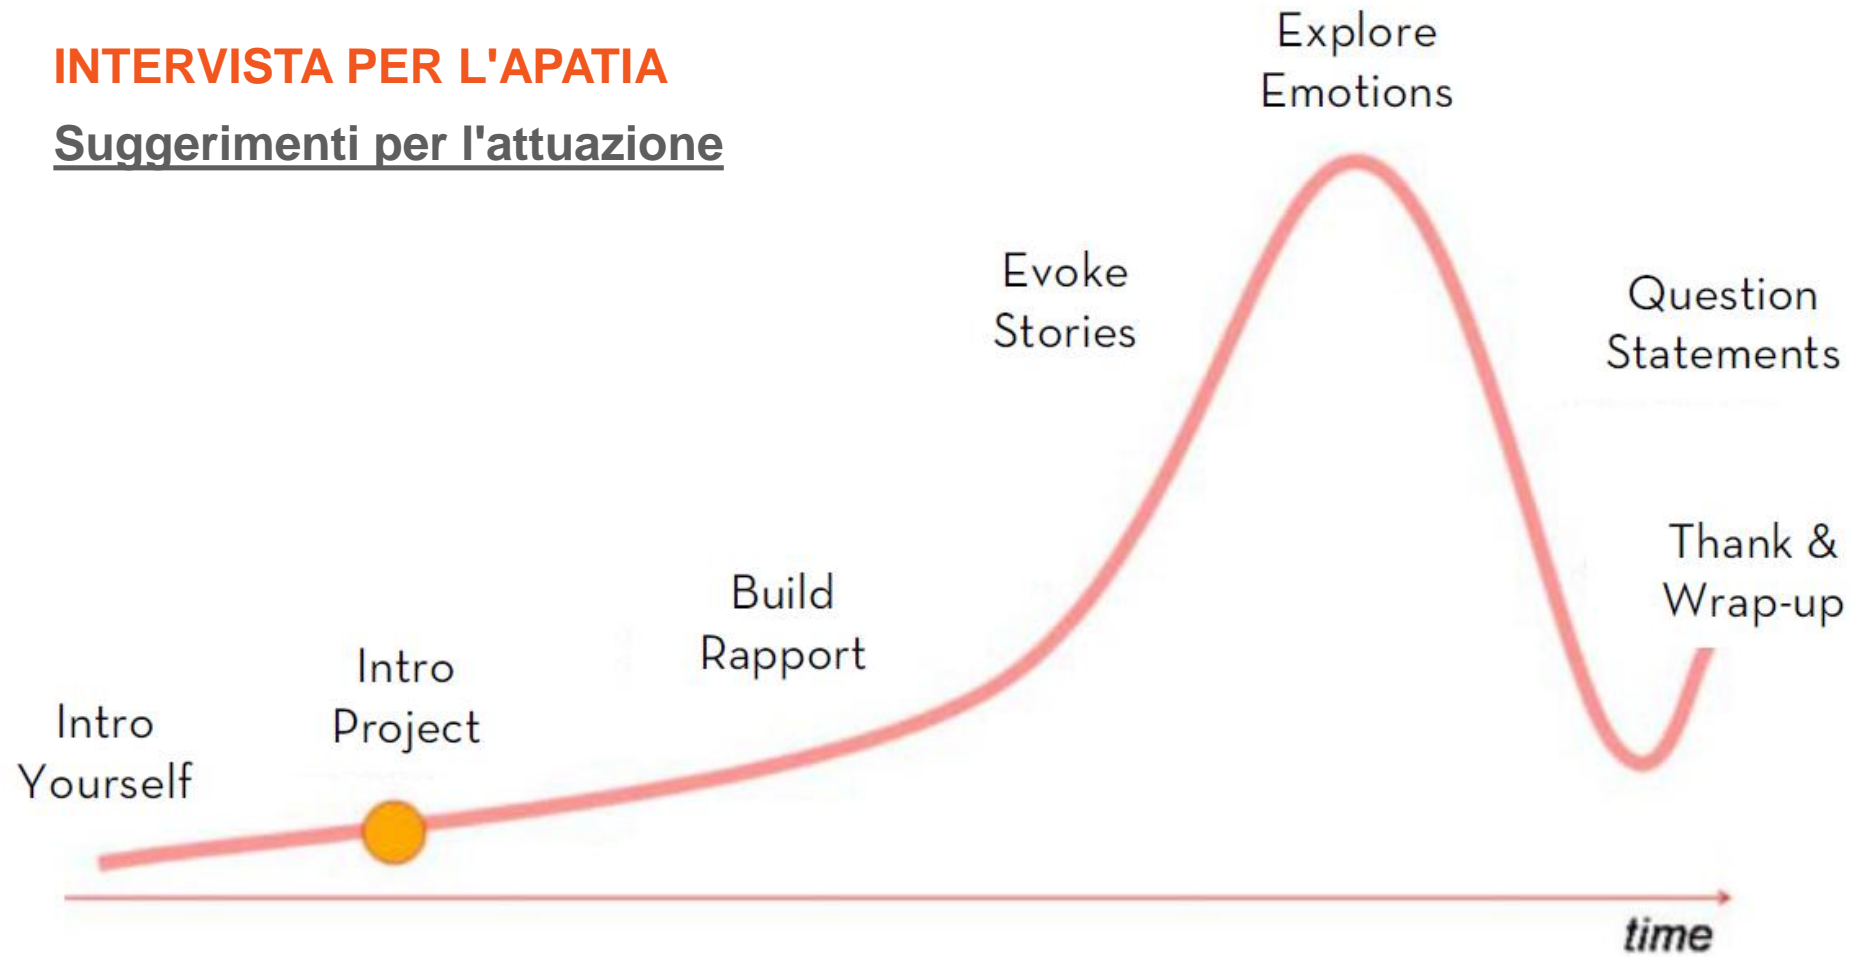 INTERVISTA PER L'APATIA
Suggerimenti per l'attuazione
Intro
Yourself
Intro
Project
Build
Rapport
Evoke
Stories
Explore
Emotions
Question
Statements
Thank &
Wrap-up
time